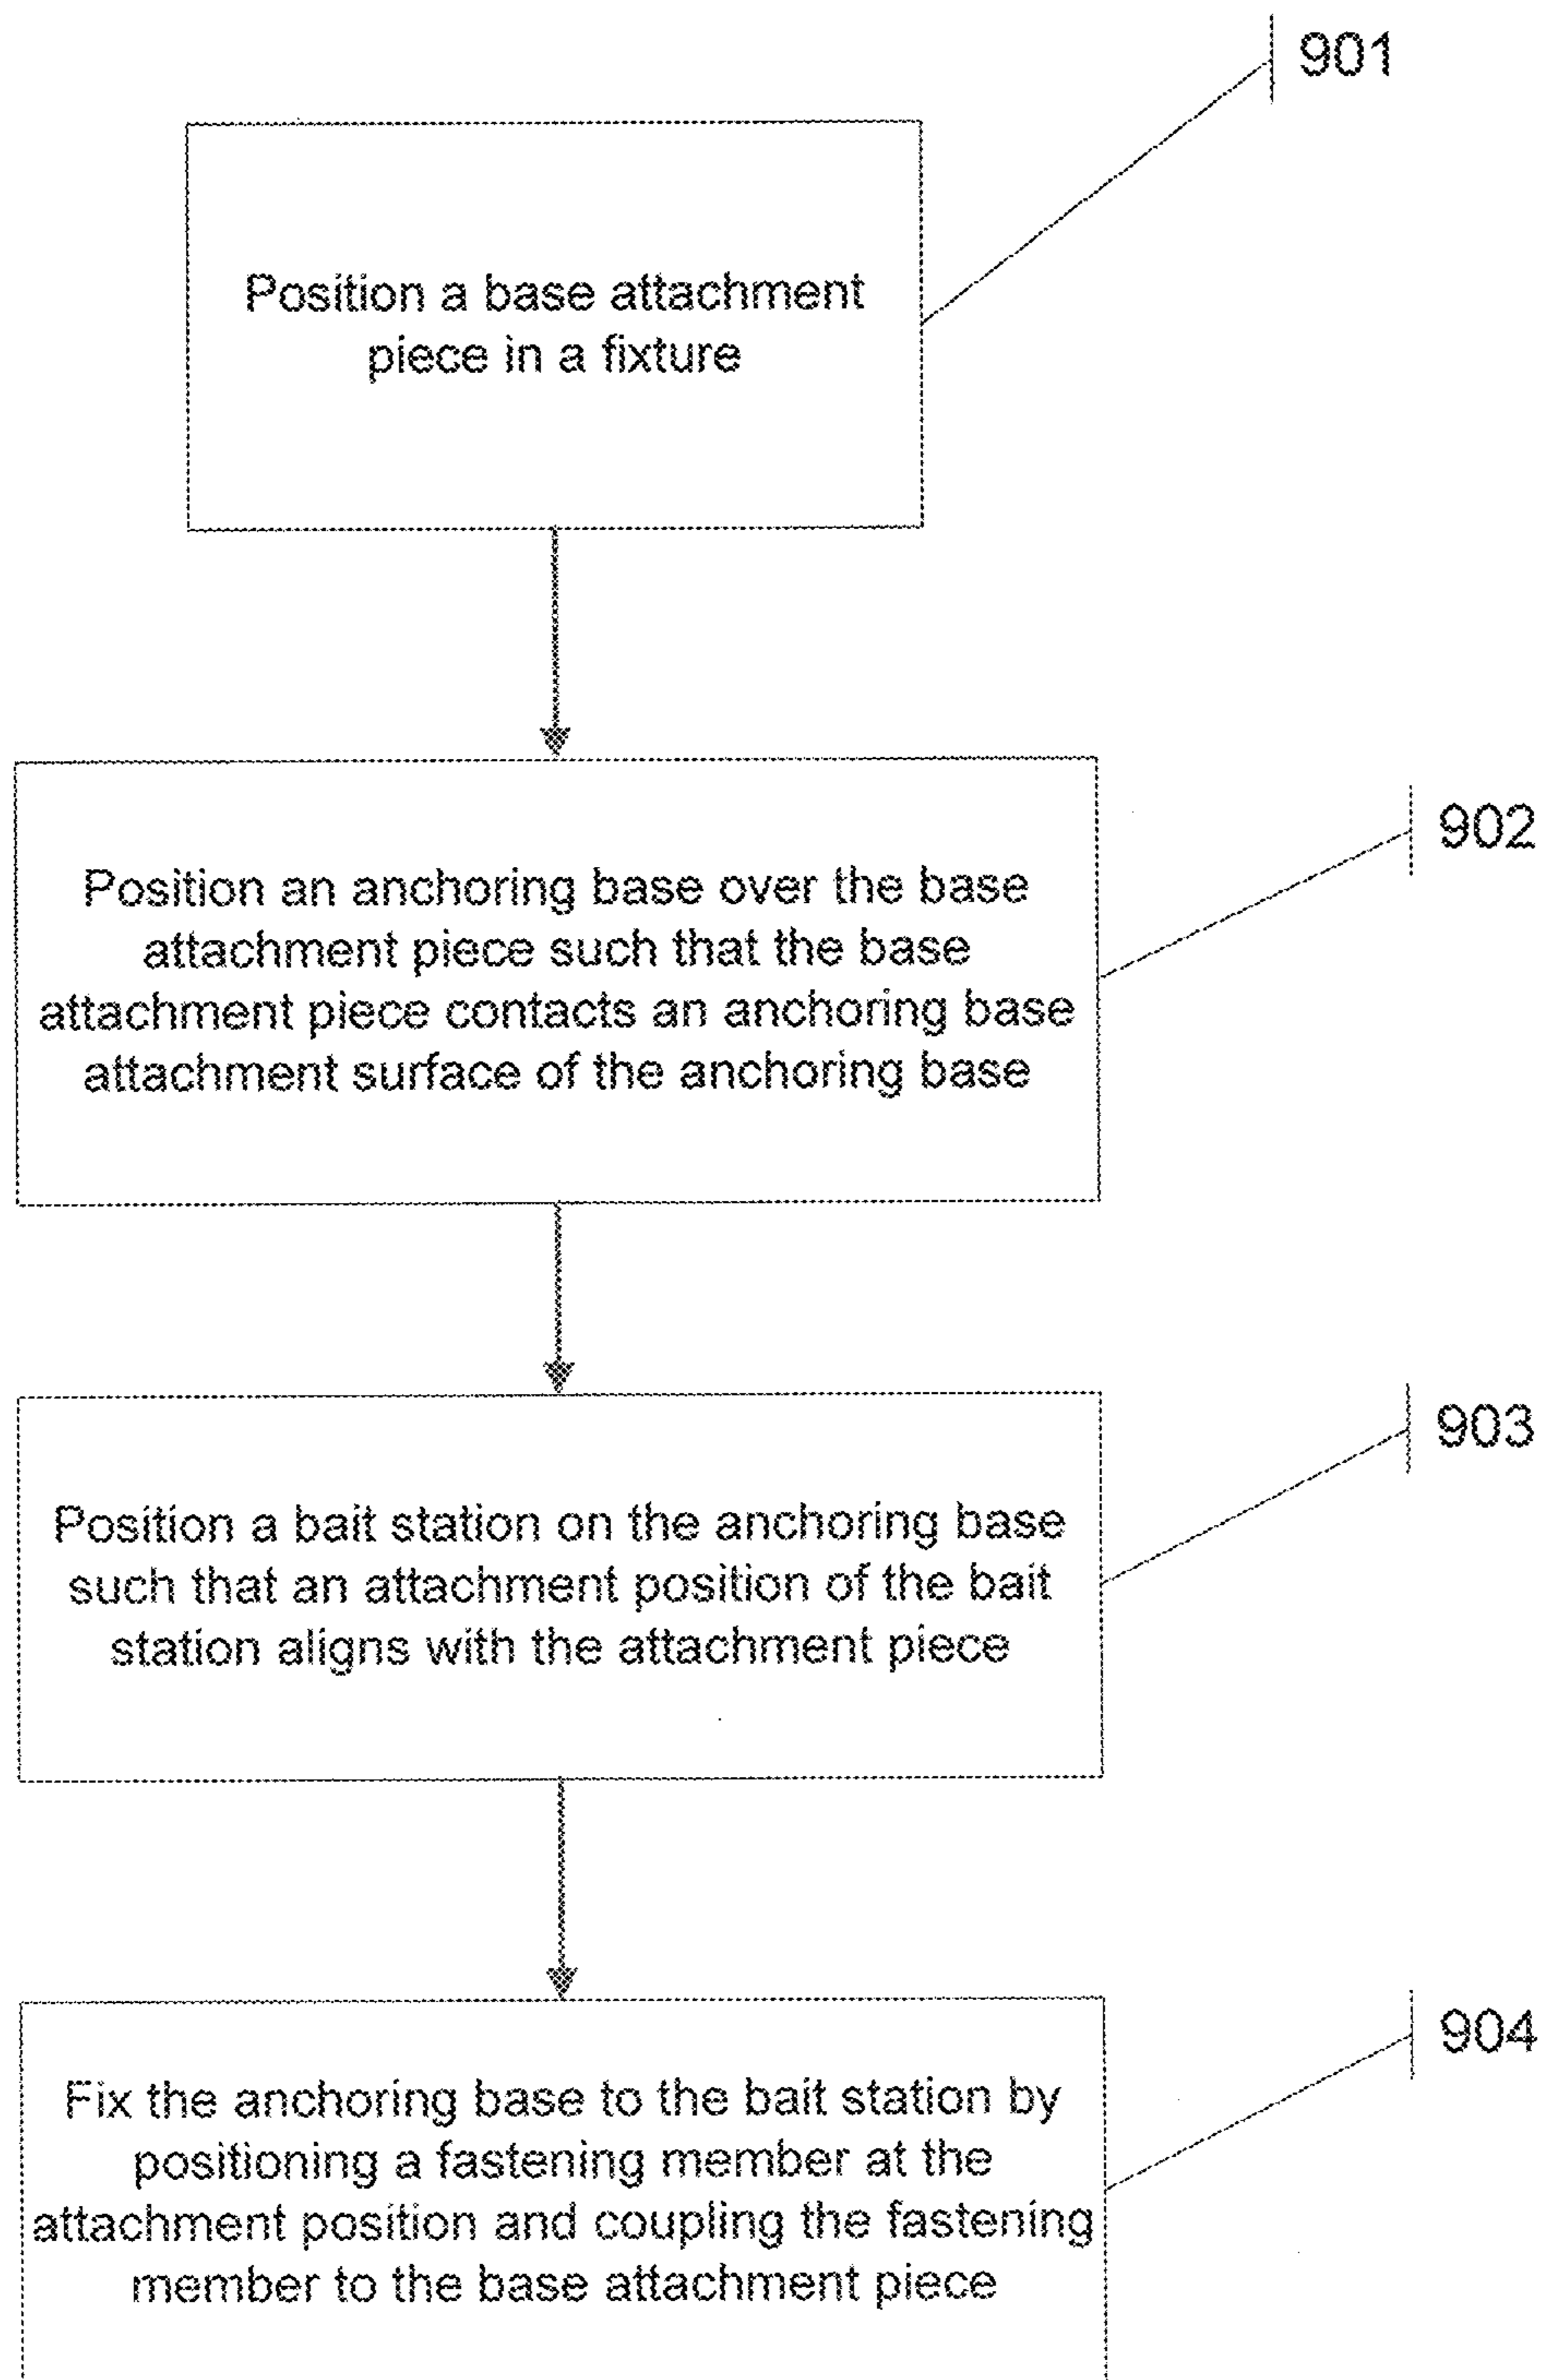 901
Position a base attachment
piece in a fixture
902
Position an anchoring base over the base
attachment piece such that the base
attachment piece contacts an anchoring base
attachment surface of the anchoring base
903
Position a bait station on the anchoring base
such that an attachment position of the bait
station aligns with the attachment piece
904
Fix the anchoring base to the bait station by
positioning a fastening member at the
attachment position and coupling the fastening
member to the base attachment piece